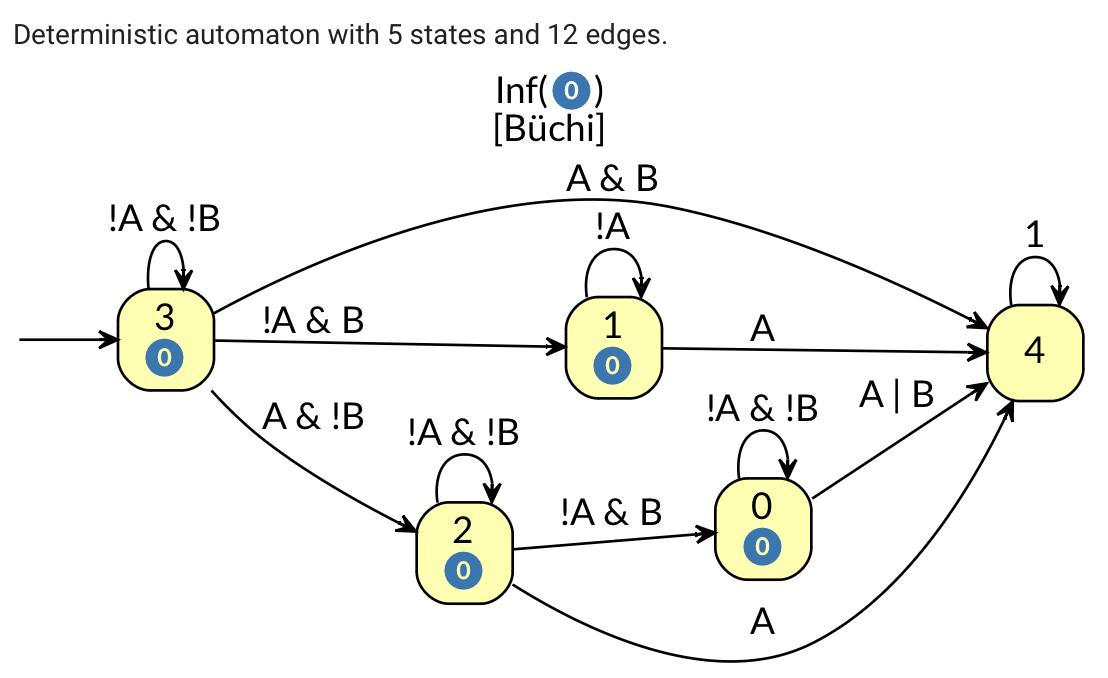 Deterministic automaton with 5 states and 12 edges.
Inf(0)
[Büchi]
A & B
!A & !B
!A
1
3
0
!A & B
1
0
A
4
A & !B
!A & !B
!A & !B
A | B
2
0
!A & B
0
0
A